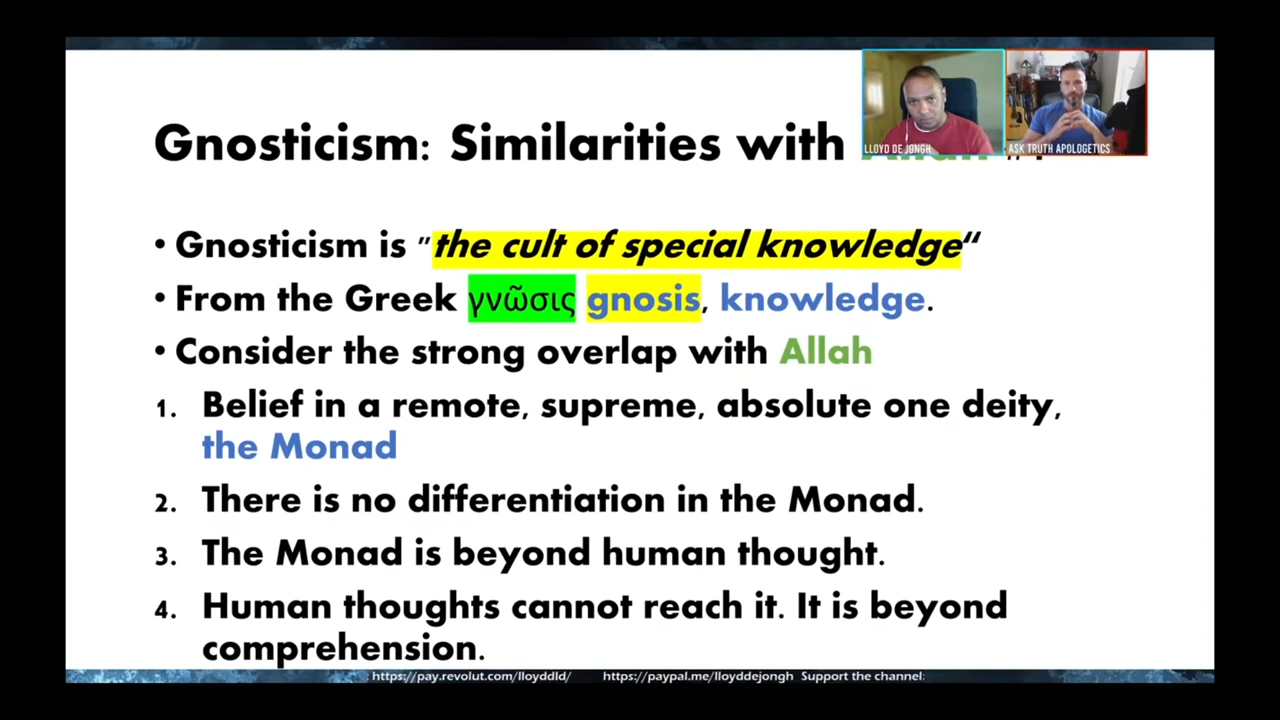 Gnosticism: Similarities with
LLOYD DE JONGH
ASK TRUTH APOLOGETICS
• Gnosticism is "the cult of special knowledge“
• From the Greek γνῶσις gnosis, knowledge.
• Consider the strong overlap with Allah
1. Belief in a remote, supreme, absolute one deity,
the Monad
2. There is no differentiation in the Monad.
3. The Monad is beyond human thought.
4. Human thoughts cannot reach it. It is beyond
comprehension.
: https://pay.revolut.com/lloyddld/ https://paypal.me/lloyddejongh Support the channel: